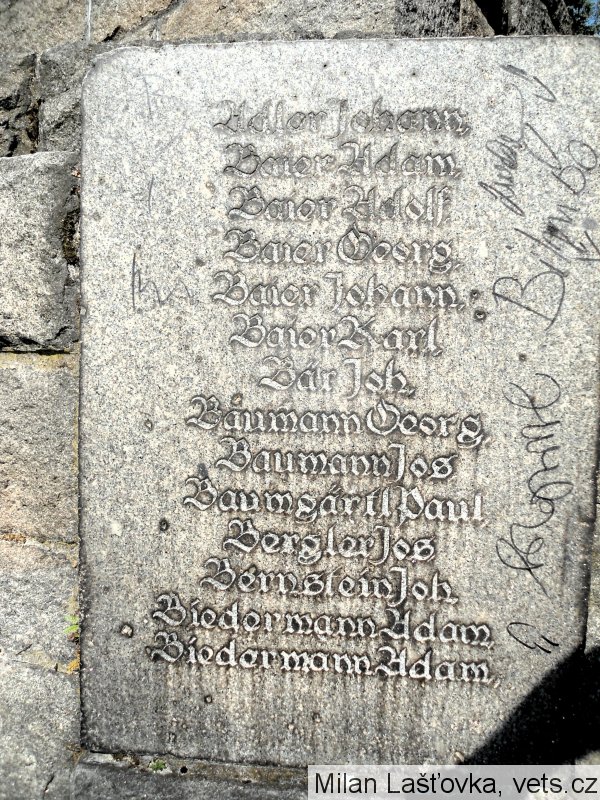 Adler Johann,
Baier Adam,
Baier Adolf
Baier Georg,
Baier Johann,
Baier Karl,
Bär Joh,
Bäumann Georg,
Baumann Jos
Baumgärtl Paul,
Bergler Jos
Bernstein Joh,
Biedermann Adam,
Biedermann Adam,
Milan Lašťovka, vets.cz